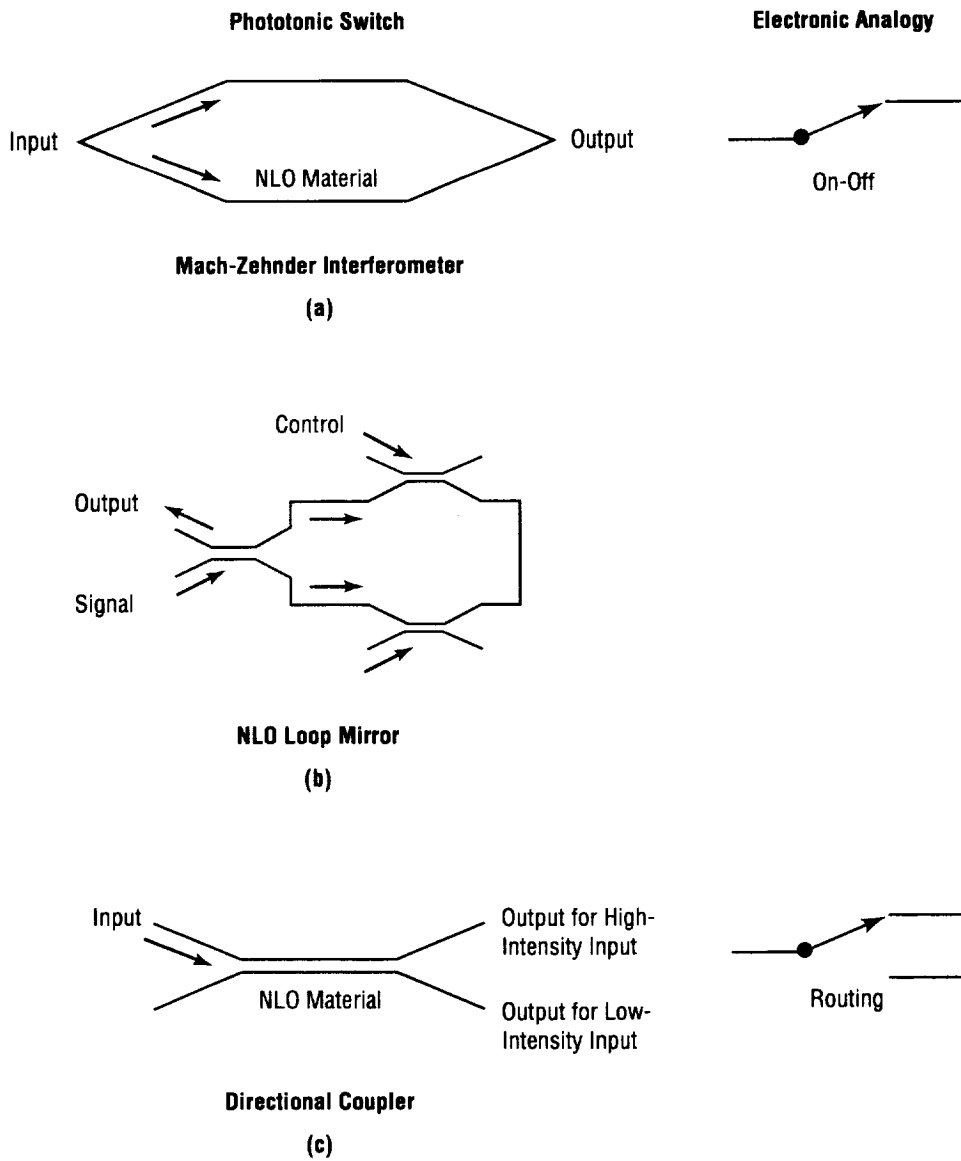 Phototonic Switch
Electronic Analogy
Input
NLO Material
Output
On-Off
Mach-Zehnder Interferometer
(a)
Control
Output
Signal
NLO Loop Mirror
(b)
Input
NLO Material
Output for High-
Intensity Input
Output for Low-
Intensity Input
Routing
Directional Coupler
(c)